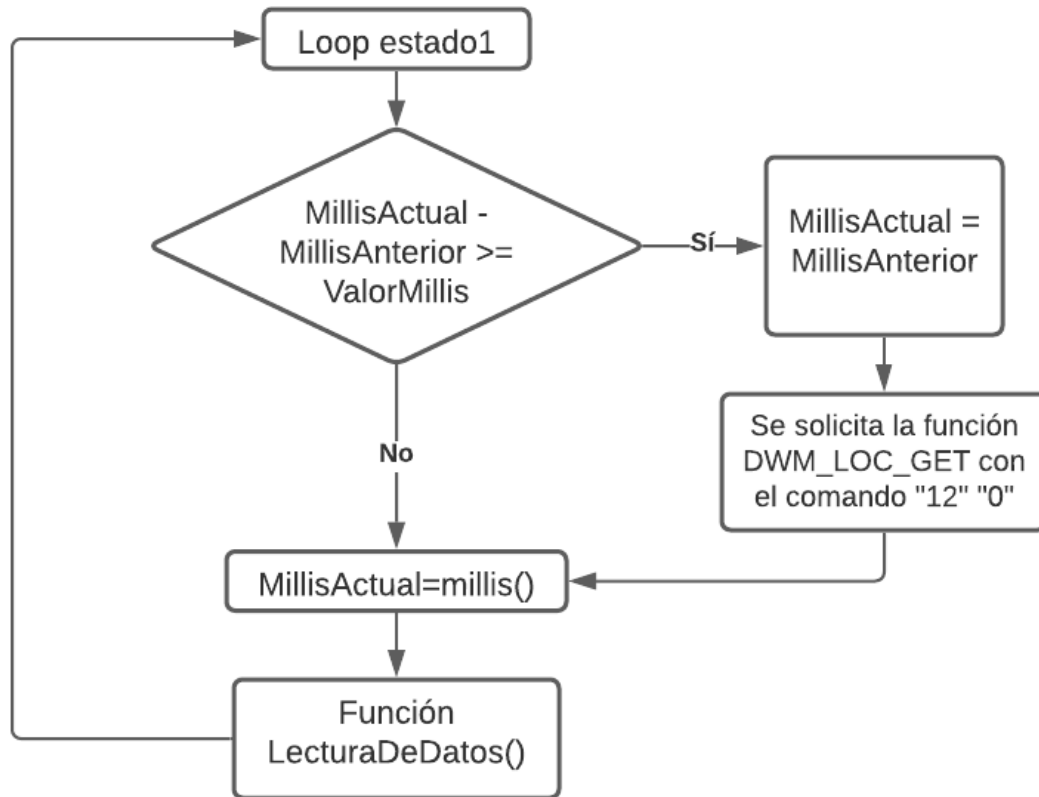 Loop estado1
MillisActual -
MillisAnterior >=
ValorMillis
Sí
MillisActual =
MillisAnterior
Se solicita la función
DWM_LOC_GET con
el comando "12" "0"
No
MillisActual=millis()
Función
LecturaDeDatos()